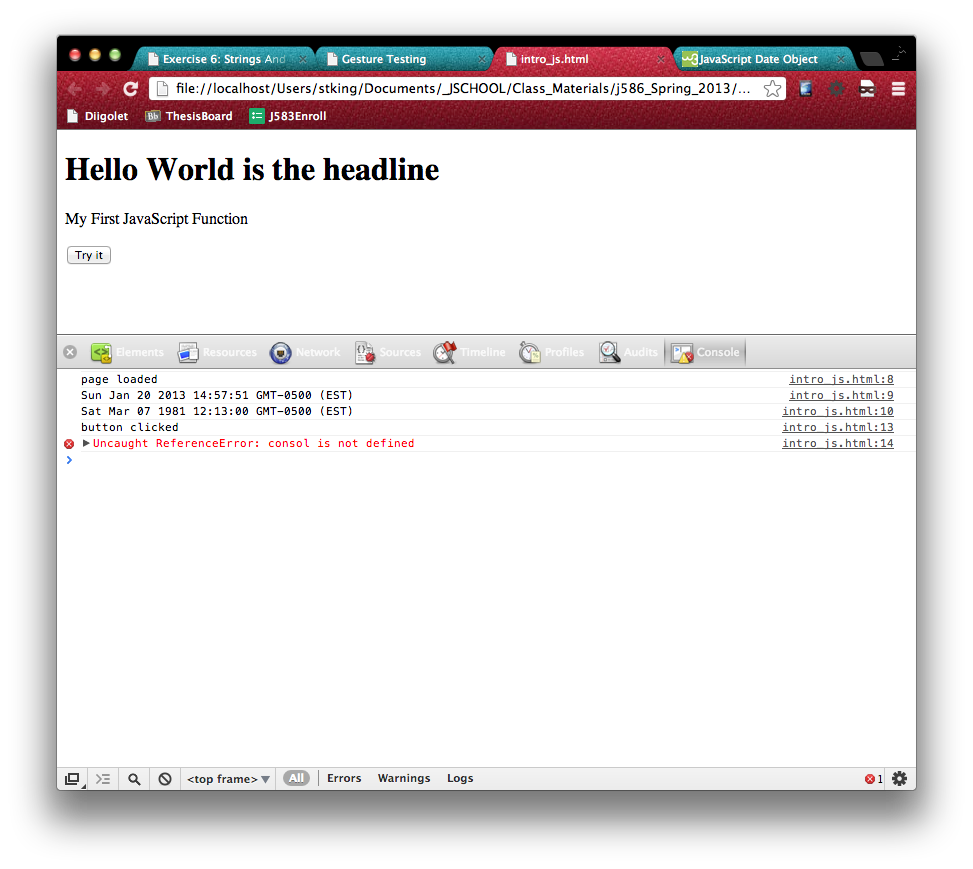 Exercise 6: Strings And
Gesture Testing
intro_js.html
JavaScript Date Object
file://localhost/Users/stking/Documents/_JSCHOOL/Class_Materials/j586_Spring_2013/...
Diigolet
Bb ThesisBoard
J583Enroll
Hello World is the headline
My First JavaScript Function
Try it
Elements Resources Network Sources Timeline Profiles Audits Console
page loaded intro_js.html:8
Sun Jan 20 2013 14:57:51 GMT-0500 (EST) intro_js.html:9
Sat Mar 07 1981 12:13:00 GMT-0500 (EST) intro_js.html:10
button clicked intro_js.html:13
Uncaught ReferenceError: consol is not defined intro_js.html:14
<top frame> All Errors Warnings Logs 1